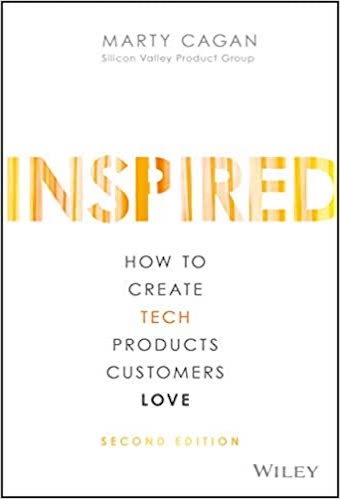 MARTY CAGAN
Silicon Valley Product Group
INSPIRED
HOW TO
CREATE
TECH
PRODUCTS
CUSTOMERS
LOVE
SECOND EDITION
WILEY